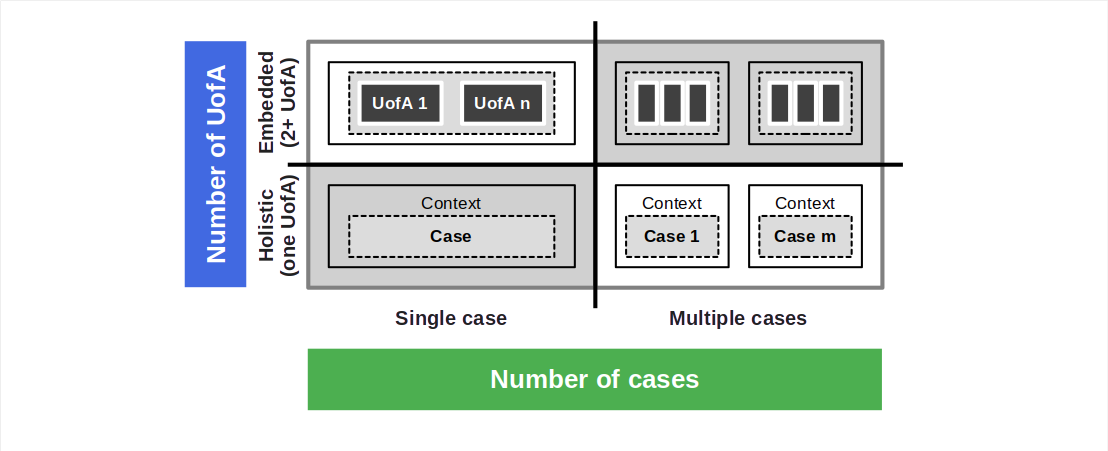 Number of UofA
Embedded
(2+ UofA)
UofA 1
UofA n
Holistic
(one UofA)
Context
Case
Context
Case 1
Context
Case m
Single case
Multiple cases
Number of cases